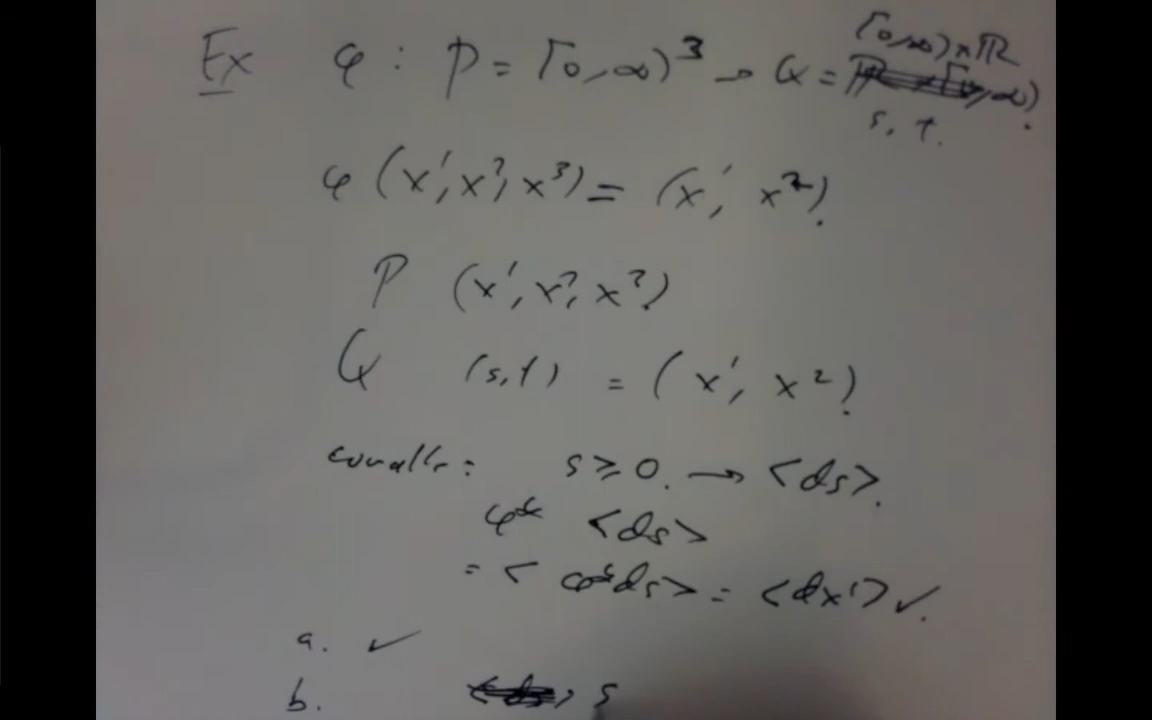 [0,∞) × ℝ
Ex φ : P = [0,∞)³ → Q =
s, t.
φ (x¹, x², x³) = (x¹, x²).
P (x¹, x², x³)
Q (s, t) = (x¹, x²).
s ≥ 0. → <ds>.
φ* <ds>
= < φ*ds> = <dx¹> ✓.
a. ✓
b. s